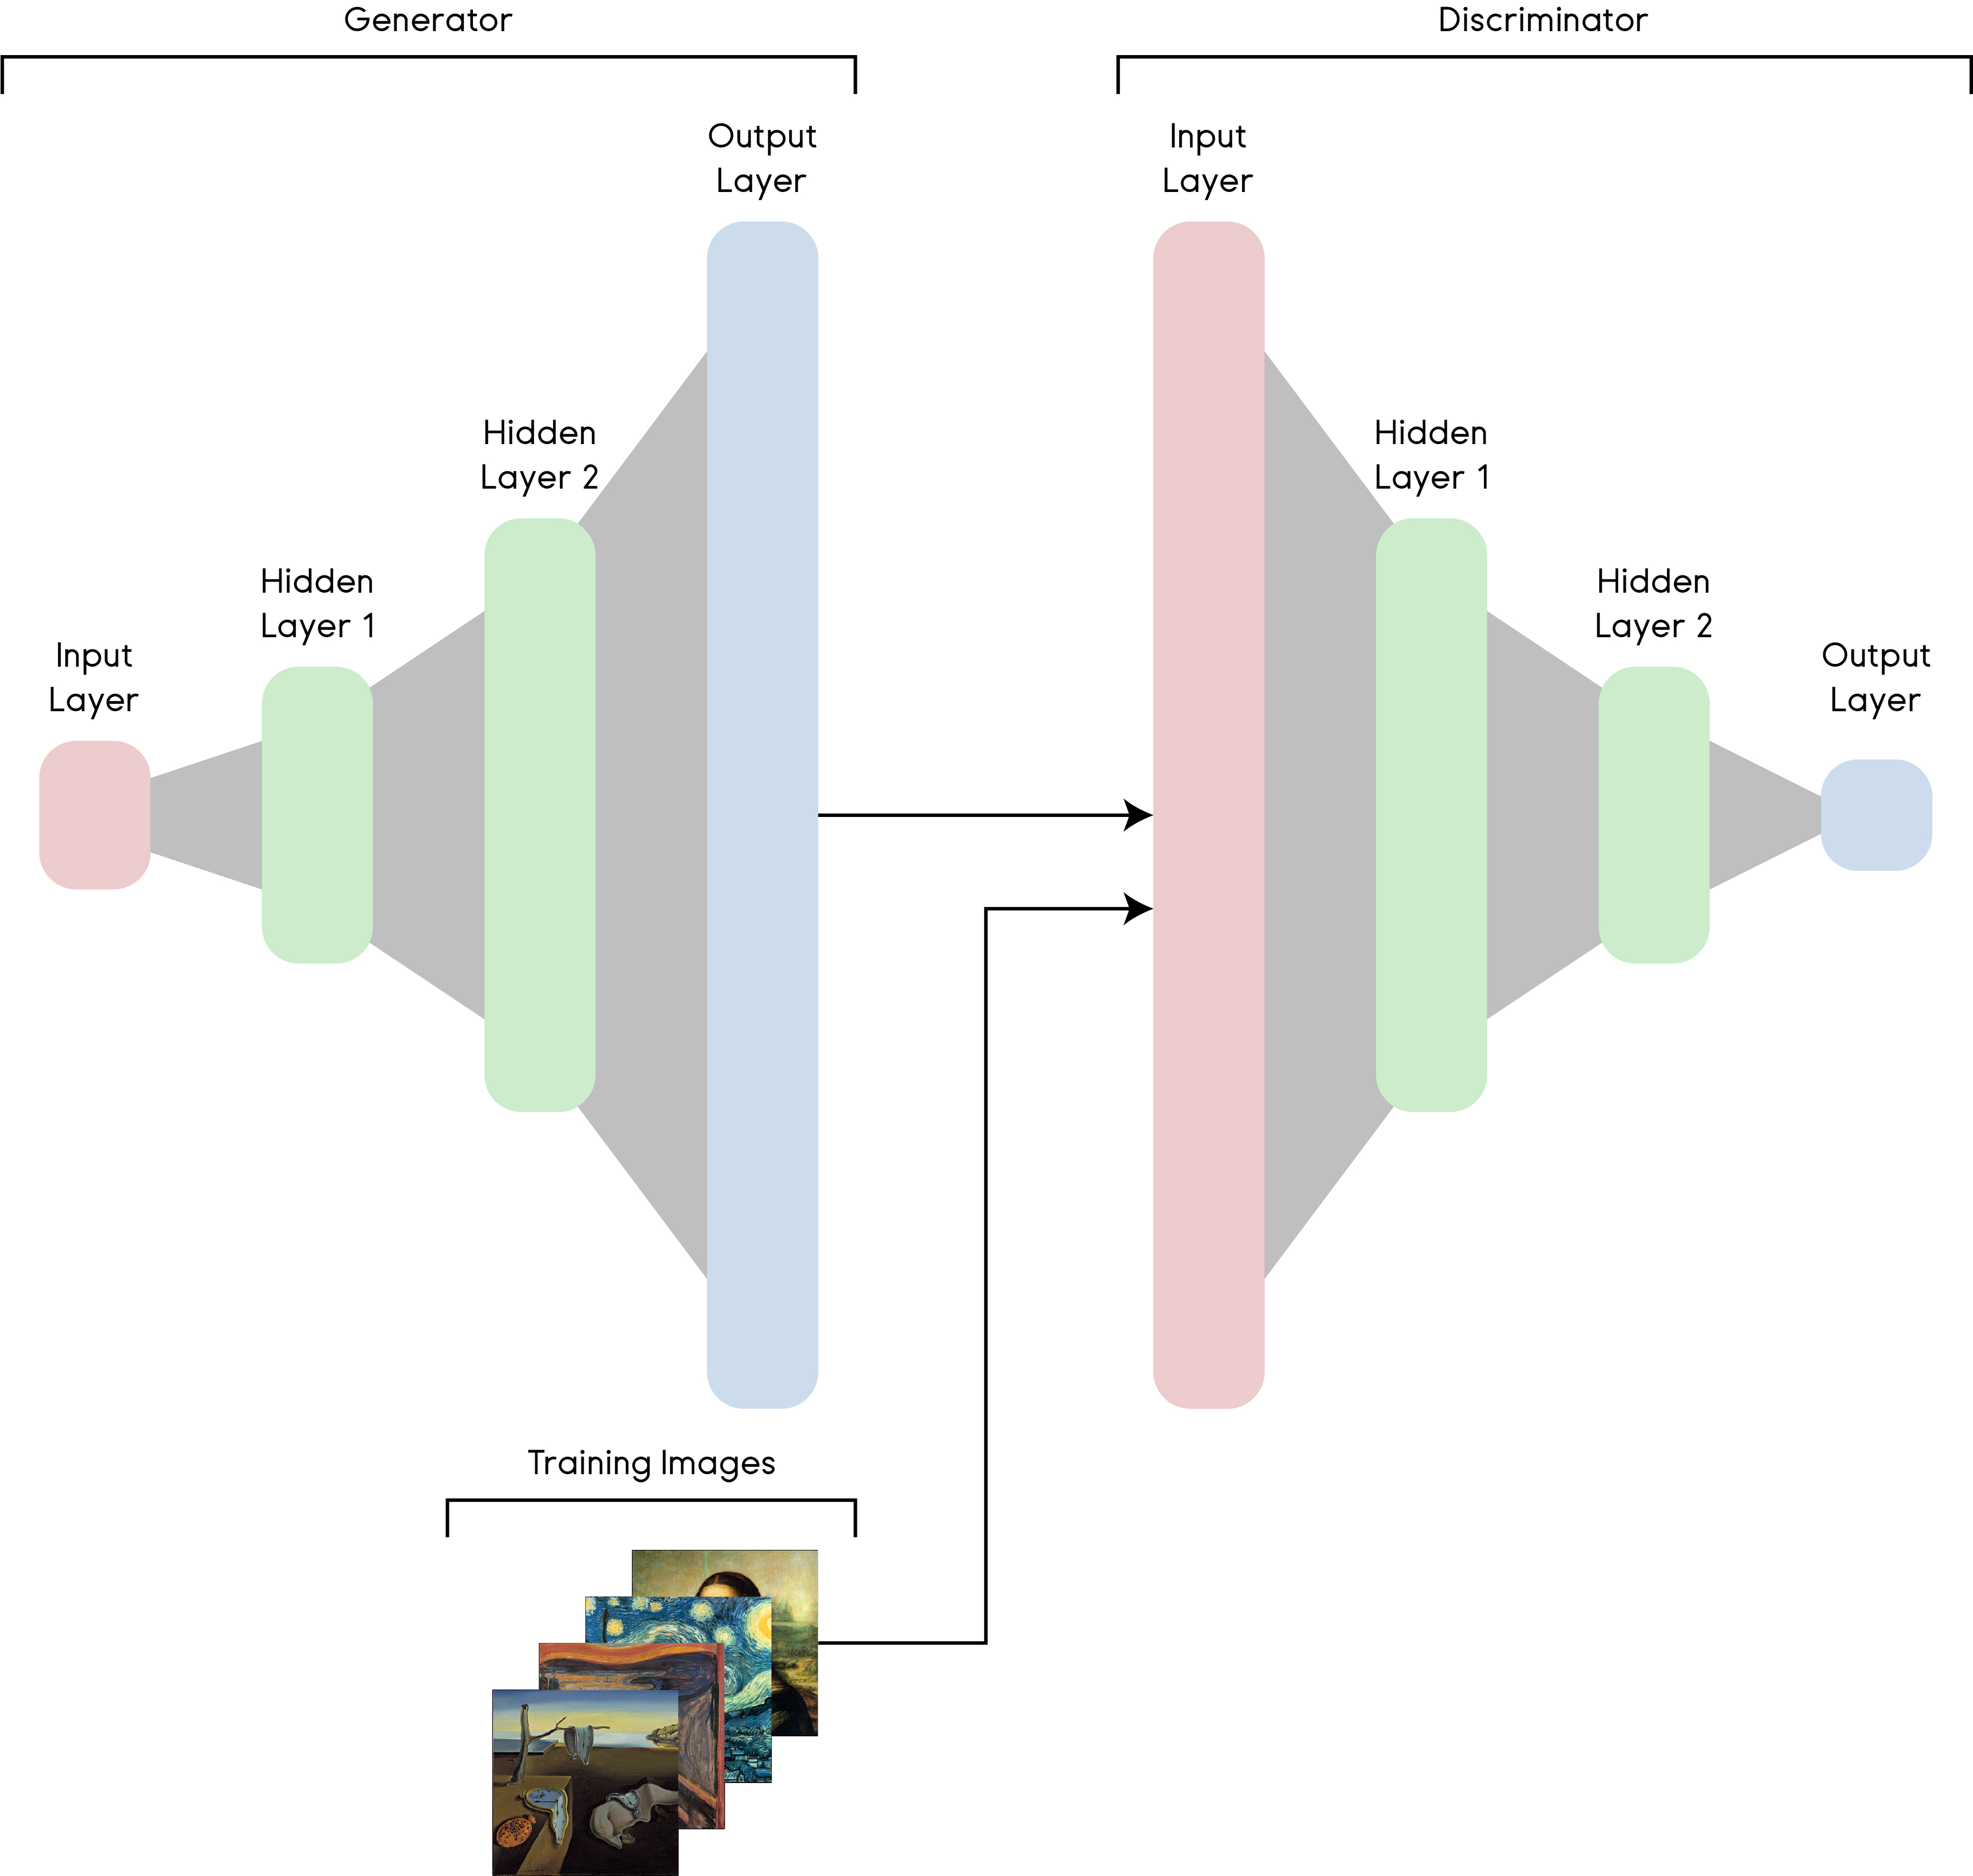 Generator
Discriminator
Output
Layer
Input
Layer
Hidden
Layer 2
Hidden
Layer 1
Hidden
Layer 1
Hidden
Layer 2
Input
Layer
Output
Layer
Training Images